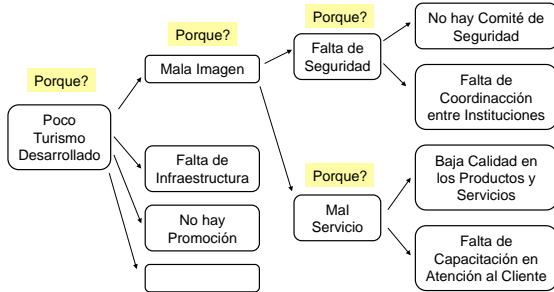 Porque?
Poco
Turismo
Desarrollado
Porque?
Mala Imagen
Falta de
Infraestructura
No hay
Promoción
Porque?
Falta de
Seguridad
Porque?
Mal
Servicio
No hay Comité de
Seguridad
Falta de
Coordinacción
entre Instituciones
Baja Calidad en
los Productos y
Servicios
Falta de
Capacitación en
Atención al Cliente